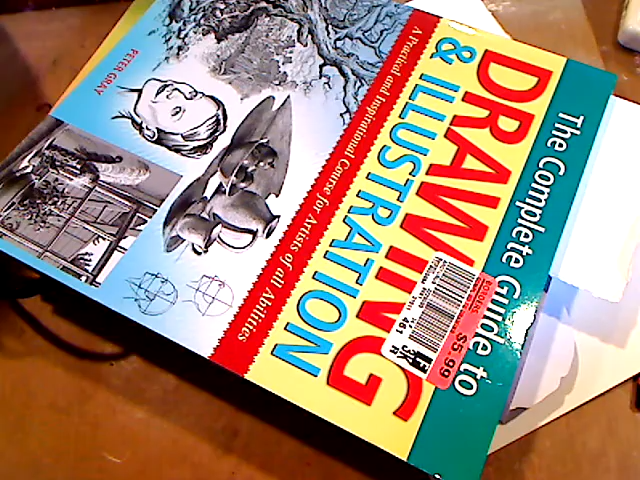 The Complete Guide to
DRAWING
& ILLUSTRATION
A Practical and Inspirational Course for Artists of all Abilities
PETER GRAY
$5.99
461